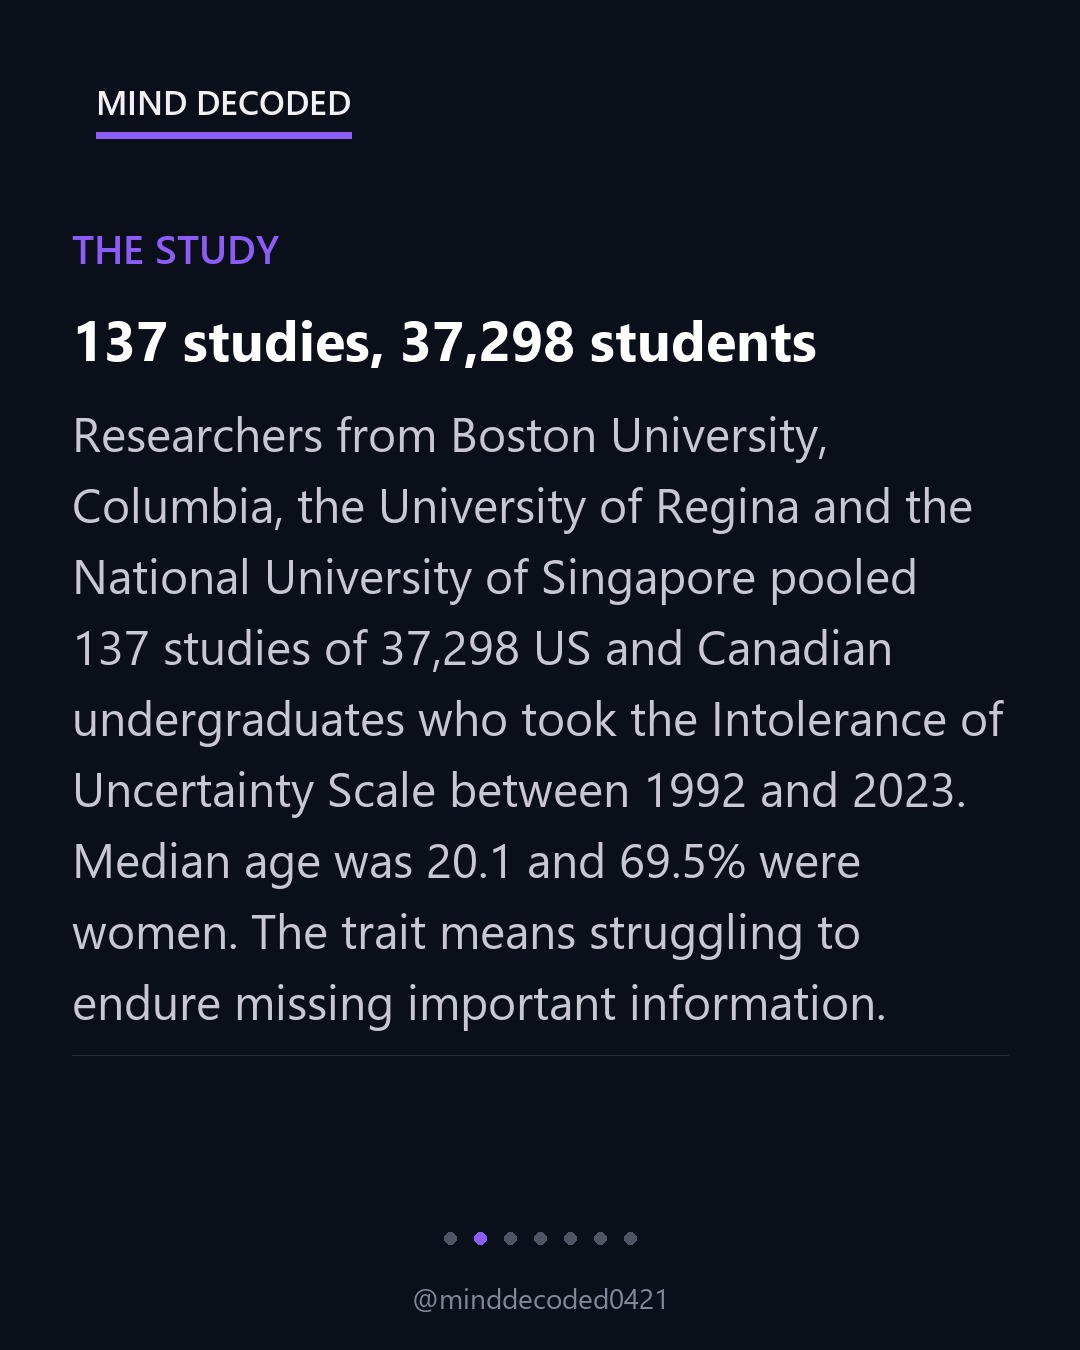 MIND DECODED
THE STUDY
137 studies, 37,298 students
Researchers from Boston University,
Columbia, the University of Regina and the
National University of Singapore pooled
137 studies of 37,298 US and Canadian
undergraduates who took the Intolerance of
Uncertainty Scale between 1992 and 2023.
Median age was 20.1 and 69.5% were
women. The trait means struggling to
endure missing important information.
@minddecoded0421